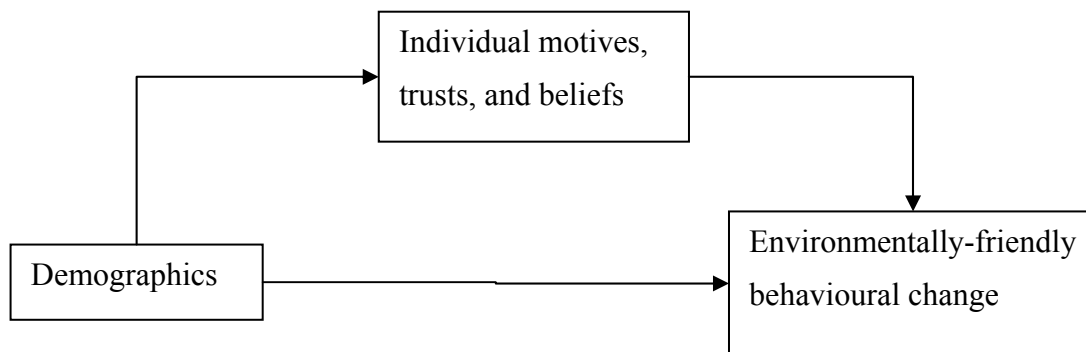 Individual motives,
trusts, and beliefs
Demographics
Environmentally-friendly
behavioural change